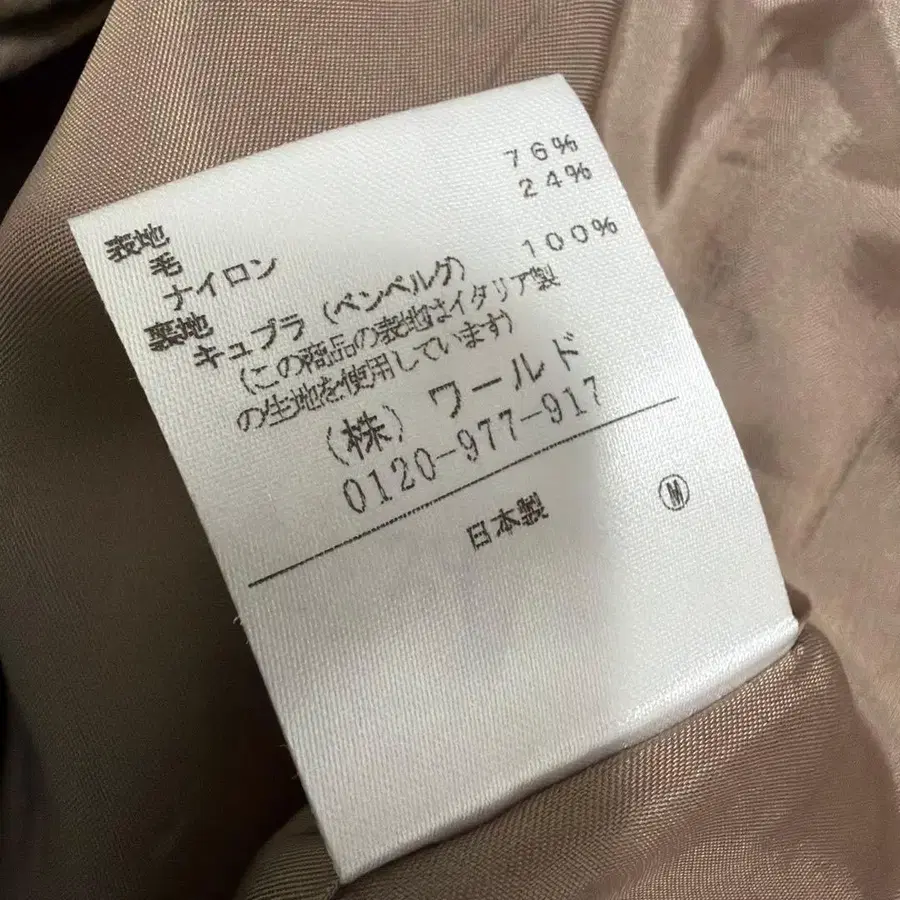 表地
毛 76%
ナイロン 24%
裏地
キュプラ (ベンベルグ) 100%
(この商品の表地はイタリア製
の生地を使用しています)
(株) ワールド
0120-977-917
日本製 Ⓜ